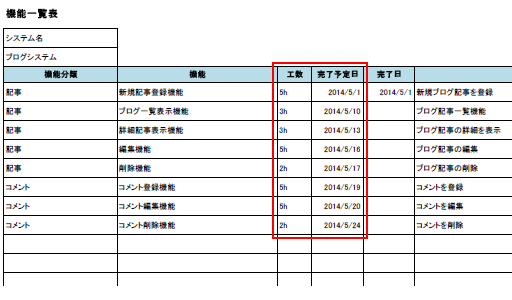 機能一覧表
システム名
ブログシステム
機能分類 機能 工数 完了予定日 完了日
記事 新規記事登録機能 5h 2014/5/1 2014/5/1 新規ブログ記事を登録
記事 ブログ一覧表示機能 3h 2014/5/10 ブログ記事一覧機能
記事 詳細記事表示機能 3h 2014/5/13 ブログ記事の詳細を表示
記事 編集機能 5h 2014/5/16 ブログ記事の編集
記事 削除機能 2h 2014/5/17 ブログ記事の削除
コメント コメント登録機能 5h 2014/5/19 コメントを登録
コメント コメント編集機能 5h 2014/5/20 コメントを編集
コメント コメント削除機能 2h 2014/5/24 コメントを削除